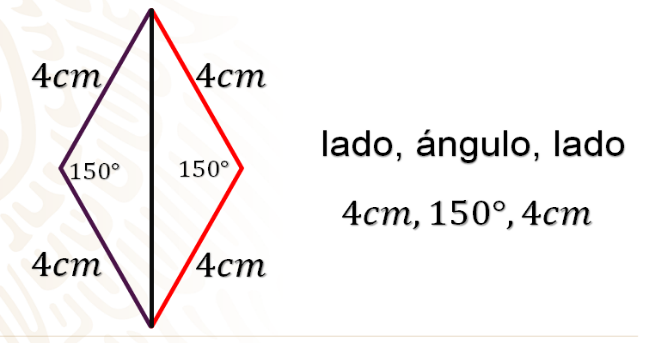 4cm 4cm
lado, ángulo, lado
150° 150°
4cm, 150°, 4cm
4cm 4cm